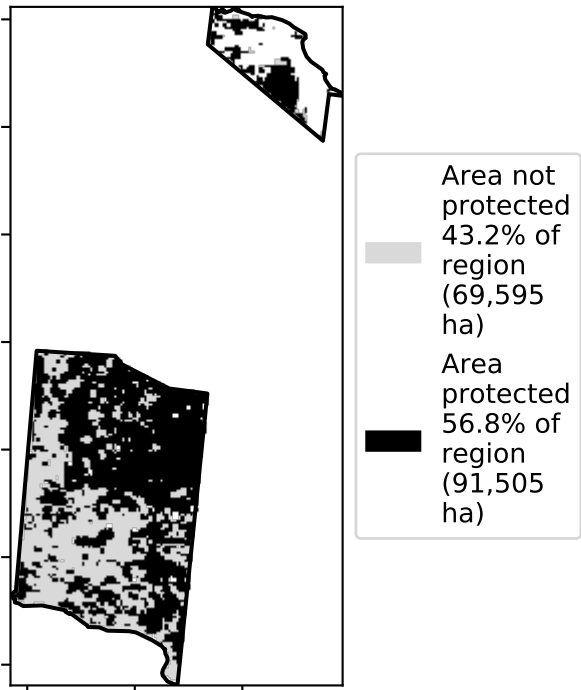 Area not
protected
43.2% of
region
(69,595
ha)
Area
protected
56.8% of
region
(91,505
ha)